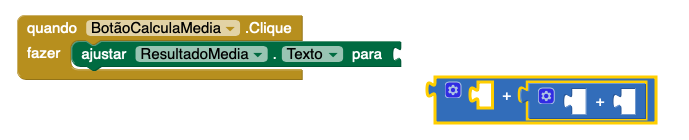 quando BotãoCalculaMedia .Clique
fazer ajustar ResultadoMedia . Texto para
+ +